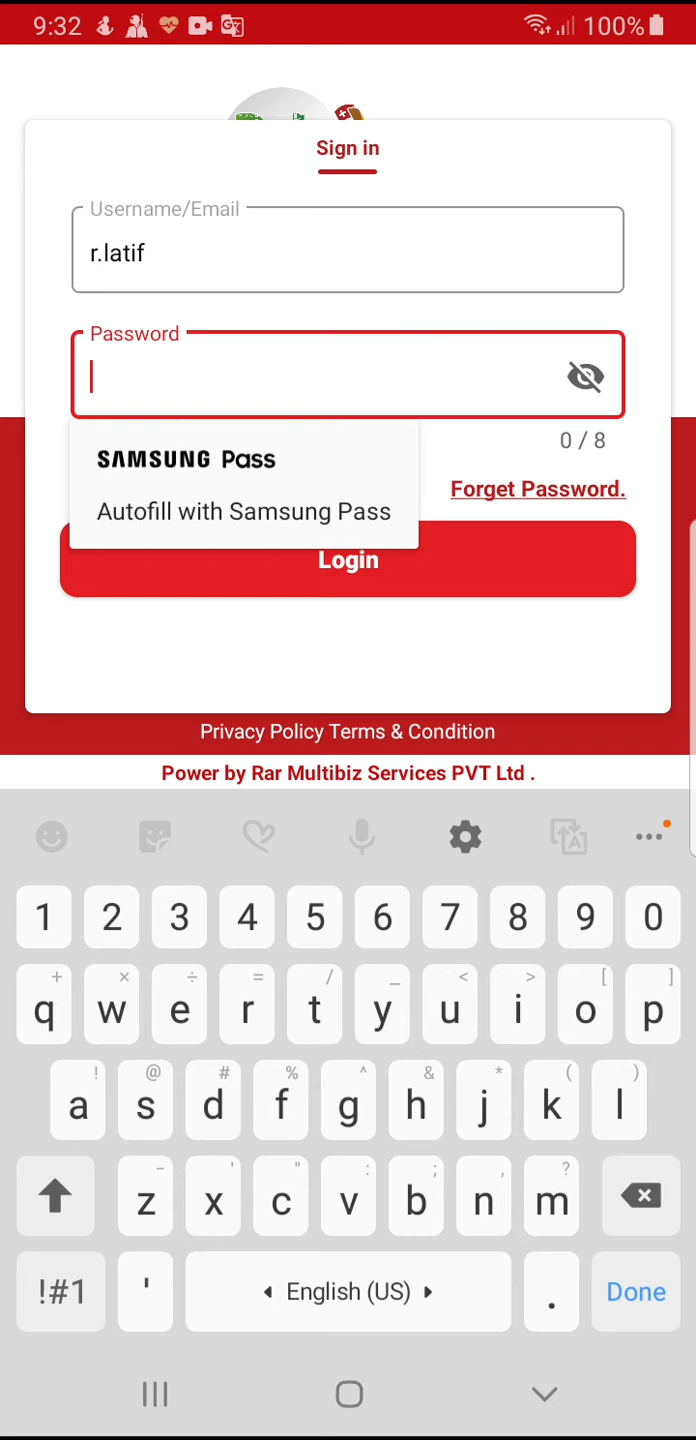 9:32 100%
Sign in
Username/Email
r.latif
Password
SAMSUNG Pass
0 / 8
Autofill with Samsung Pass
Forget Password.
Login
Privacy Policy Terms & Condition
Power by Rar Multibiz Services PVT Ltd .
1 2 3 4 5 6 7 8 9 0
+ × ÷ = / _ < > [ ]
q w e r t y u i o p
! @ # % ^ & * ( )
a s d f g h j k l
- ' " : ; , ?
z x c v b n m
!#1 ' English (US) . Done